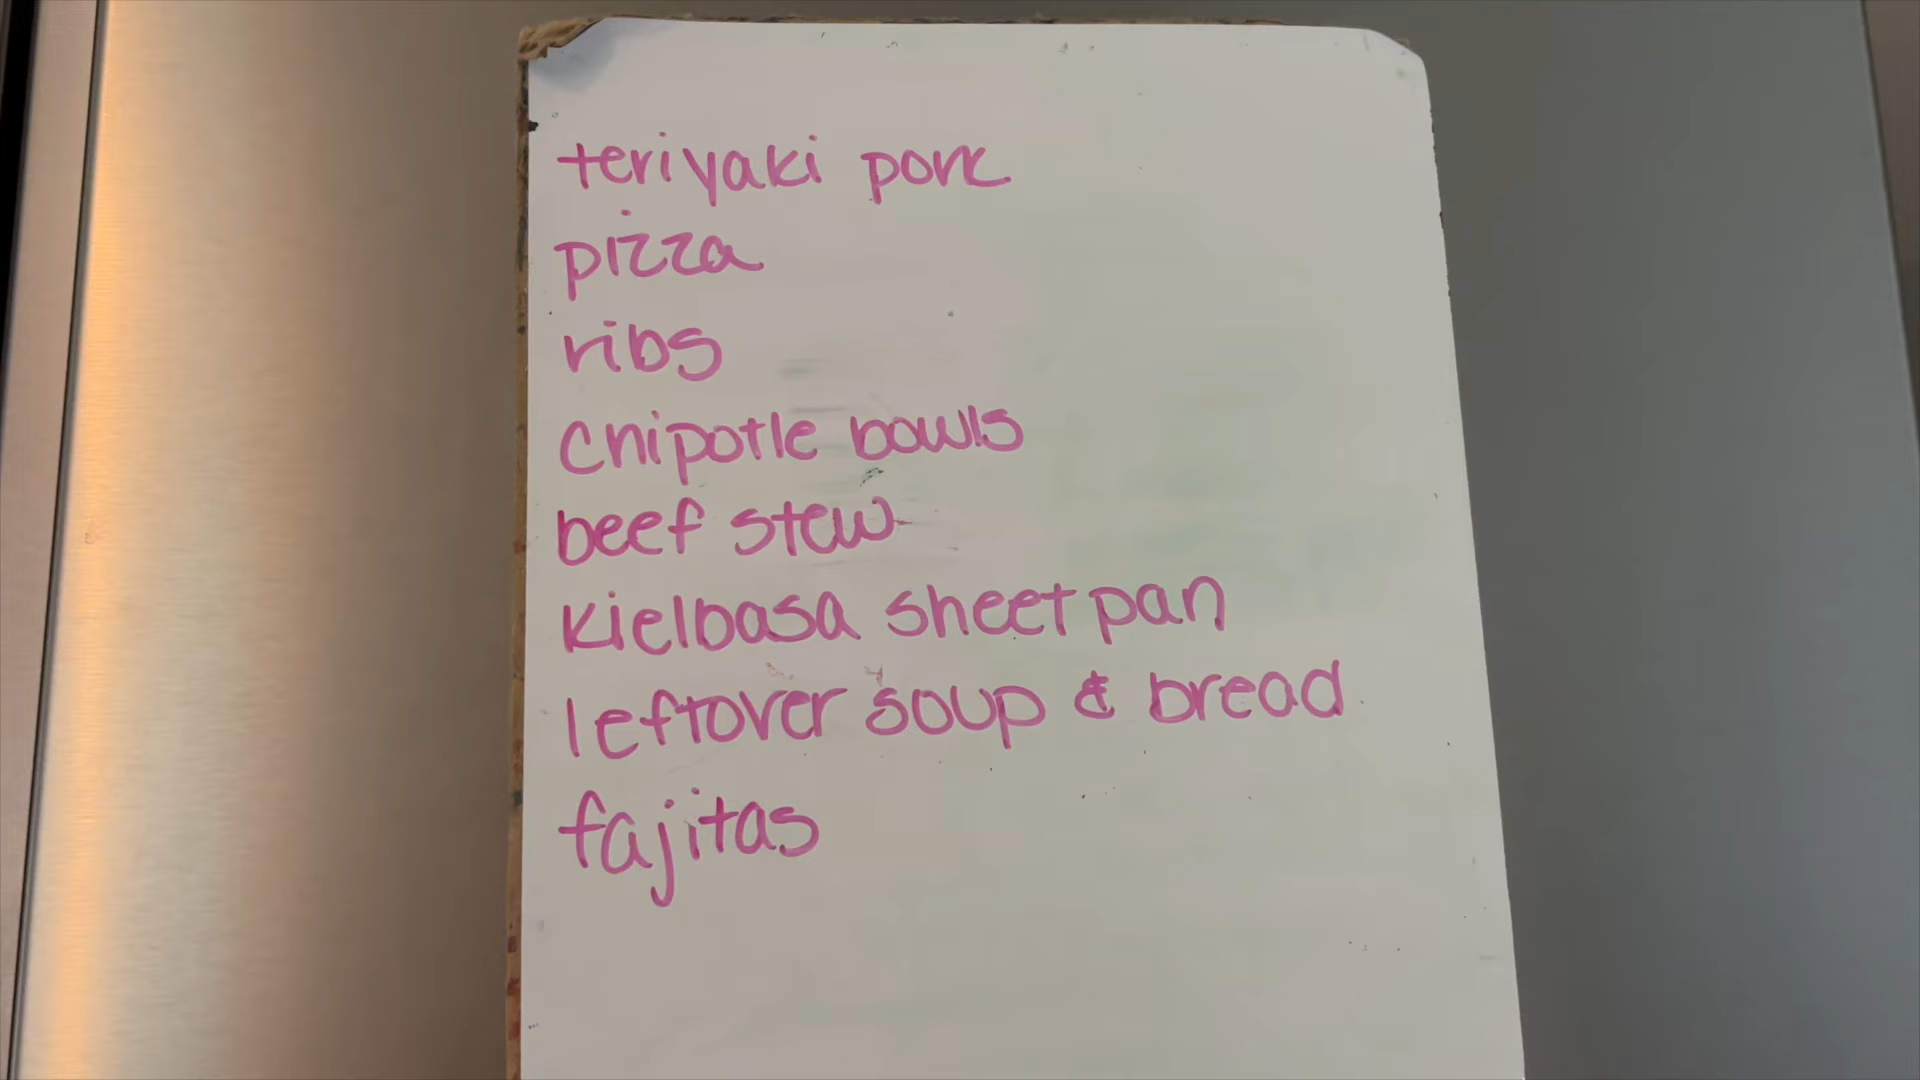 teriyaki pork
pizza
ribs
Chipotle bowls
beef stew
Kielbasa sheet pan
leftover soup & bread
fajitas